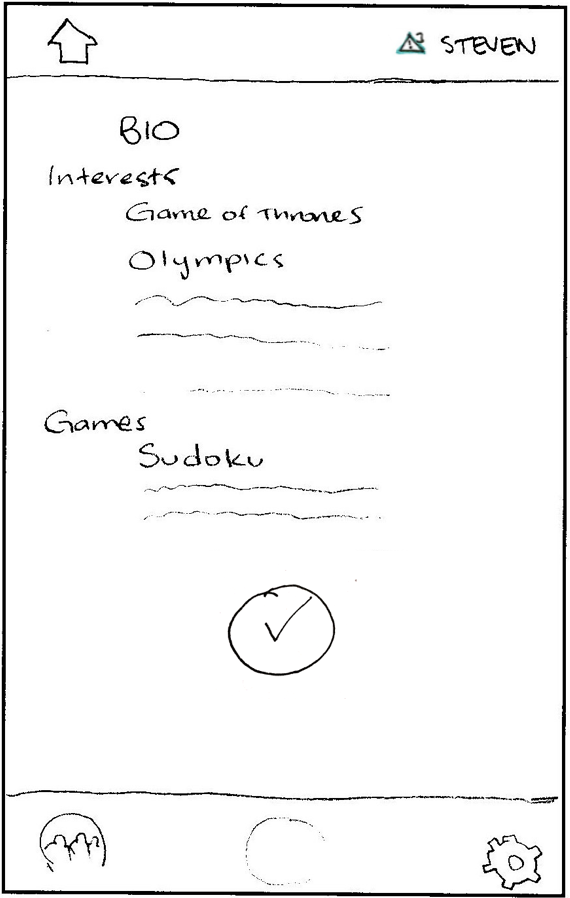 STEVEN
BIO
Interests
Game of Thrones
Olympics
Games
Sudoku